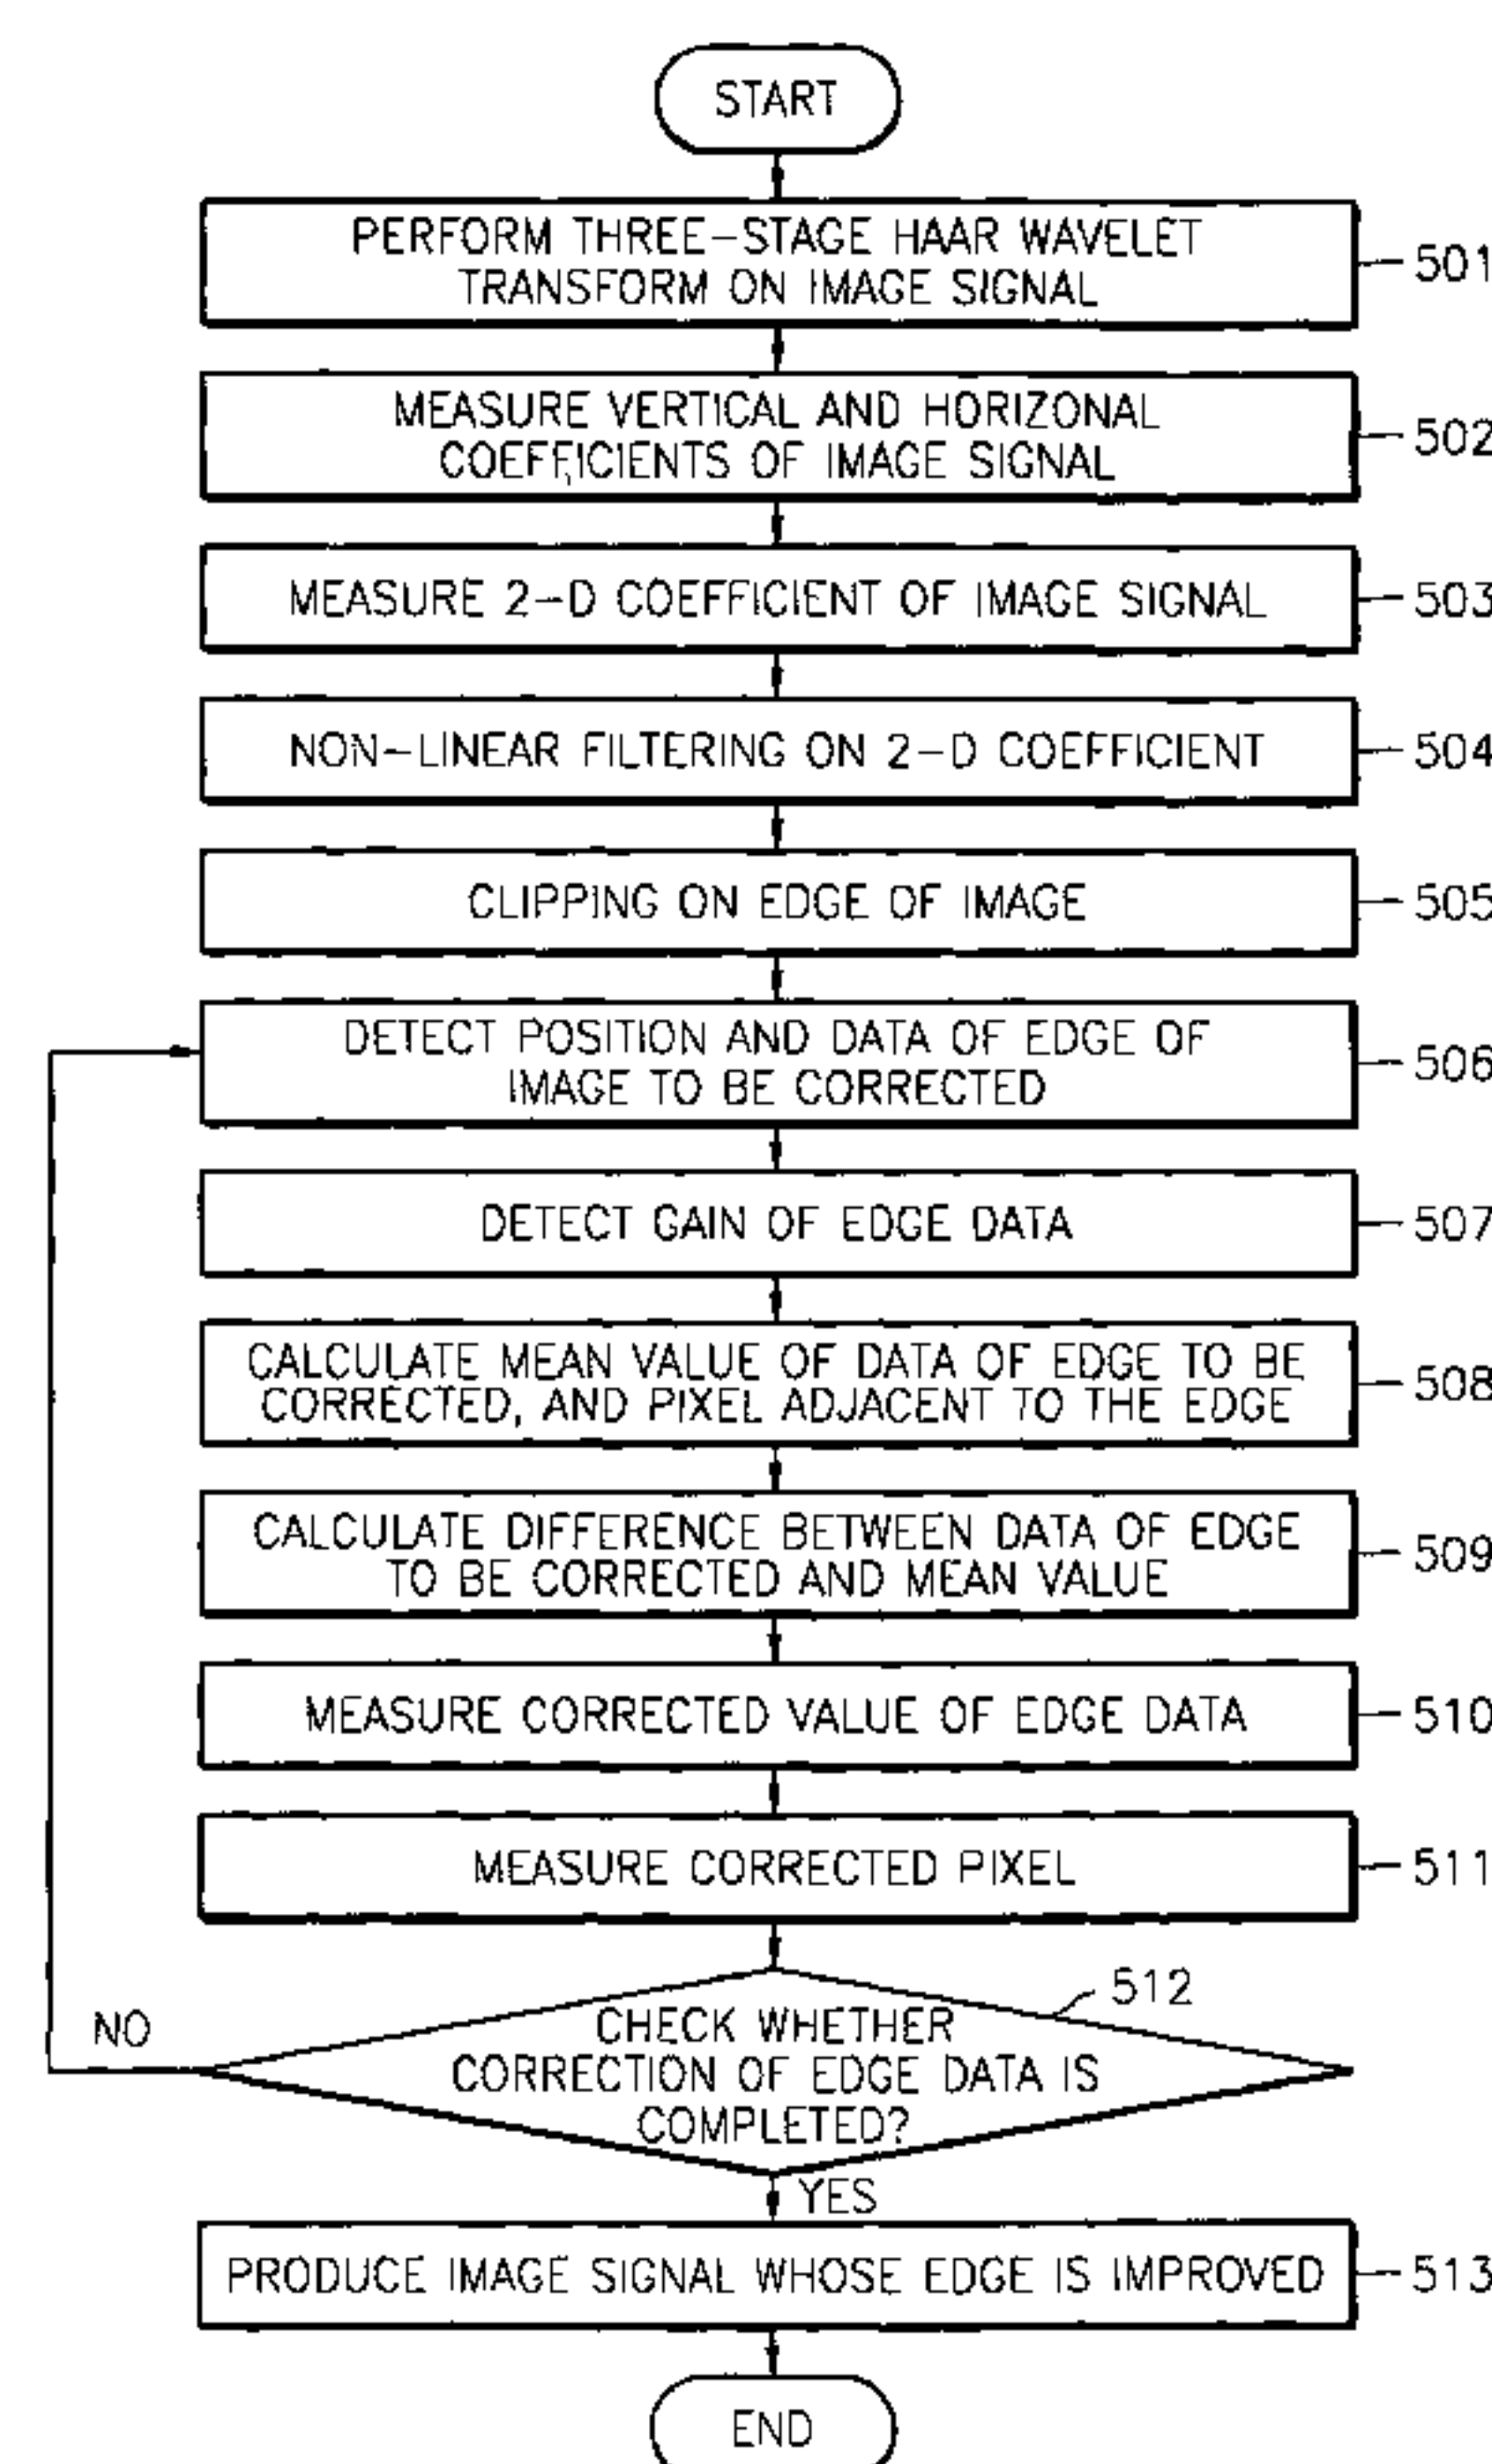 START
PERFORM THREE-STAGE HAAR WAVELET
TRANSFORM ON IMAGE SIGNAL
501
MEASURE VERTICAL AND HORIZONAL
COEFFICIENTS OF IMAGE SIGNAL
502
MEASURE 2-D COEFFICIENT OF IMAGE SIGNAL
503
NON-LINEAR FILTERING ON 2-D COEFFICIENT
504
CLIPPING ON EDGE OF IMAGE
505
DETECT POSITION AND DATA OF EDGE OF
IMAGE TO BE CORRECTED
506
DETECT GAIN OF EDGE DATA
507
CALCULATE MEAN VALUE OF DATA OF EDGE TO BE
CORRECTED, AND PIXEL ADJACENT TO THE EDGE
508
CALCULATE DIFFERENCE BETWEEN DATA OF EDGE
TO BE CORRECTED AND MEAN VALUE
509
MEASURE CORRECTED VALUE OF EDGE DATA
510
MEASURE CORRECTED PIXEL
511
512
NO
CHECK WHETHER
CORRECTION OF EDGE DATA IS
COMPLETED?
YES
PRODUCE IMAGE SIGNAL WHOSE EDGE IS IMPROVED
513
END